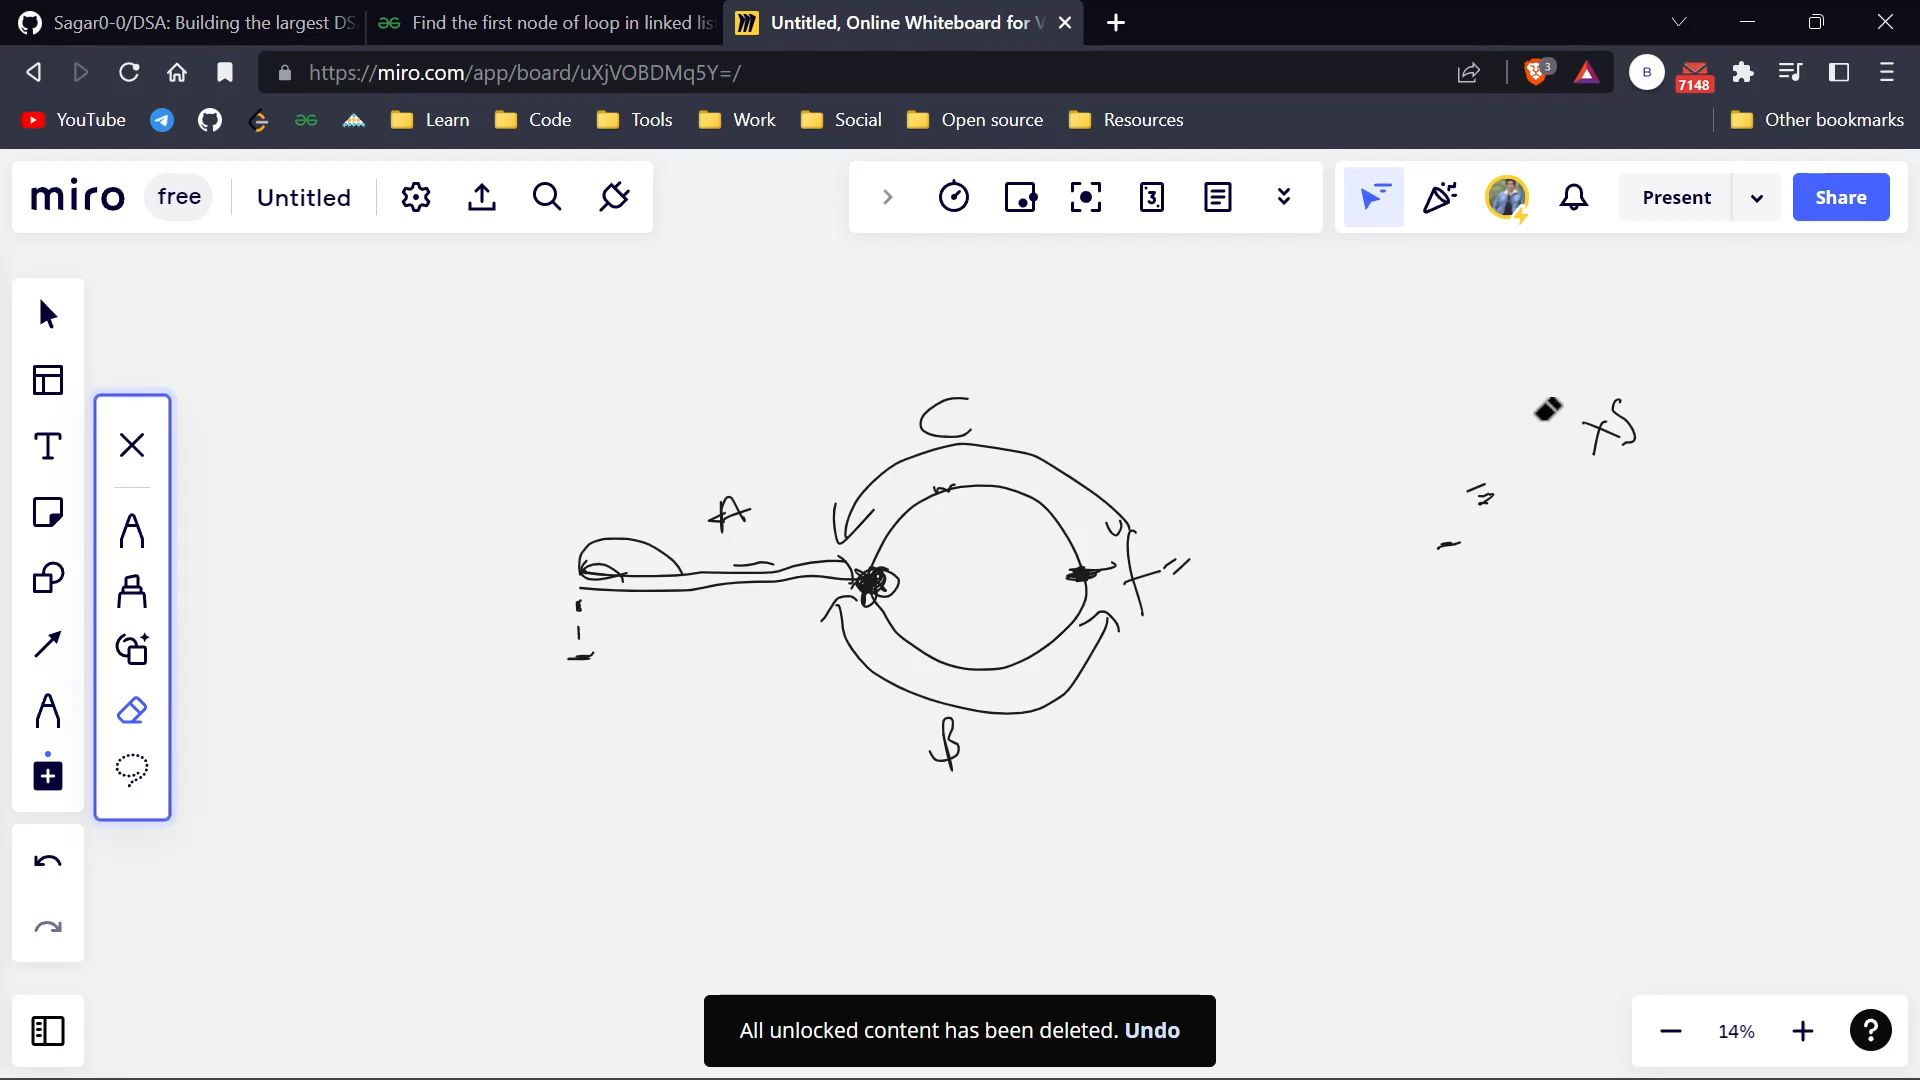 Sagar0-0/DSA: Building the largest DS
Find the first node of loop in linked lis
Untitled, Online Whiteboard for V
https://miro.com/app/board/uXjVOBDMq5Y=/
3
B
7148
YouTube
Learn
Code
Tools
Work
Social
Open source
Resources
Other bookmarks
miro
free
Untitled
3
Present
Share
C
A
B
All unlocked content has been deleted. Undo
14%
?